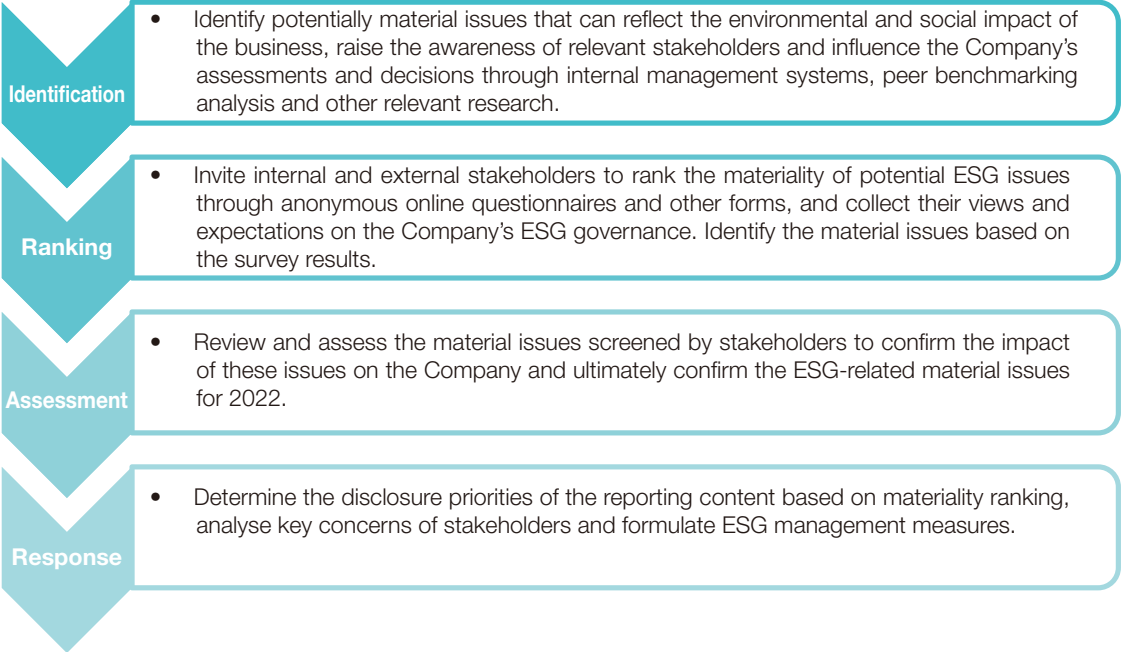 Identification
• Identify potentially material issues that can reflect the environmental and social impact of
the business, raise the awareness of relevant stakeholders and influence the Company's
assessments and decisions through internal management systems, peer benchmarking
analysis and other relevant research.
Ranking
• Invite internal and external stakeholders to rank the materiality of potential ESG issues
through anonymous online questionnaires and other forms, and collect their views and
expectations on the Company's ESG governance. Identify the material issues based on
the survey results.
Assessment
• Review and assess the material issues screened by stakeholders to confirm the impact
of these issues on the Company and ultimately confirm the ESG-related material issues
for 2022.
Response
• Determine the disclosure priorities of the reporting content based on materiality ranking,
analyse key concerns of stakeholders and formulate ESG management measures.